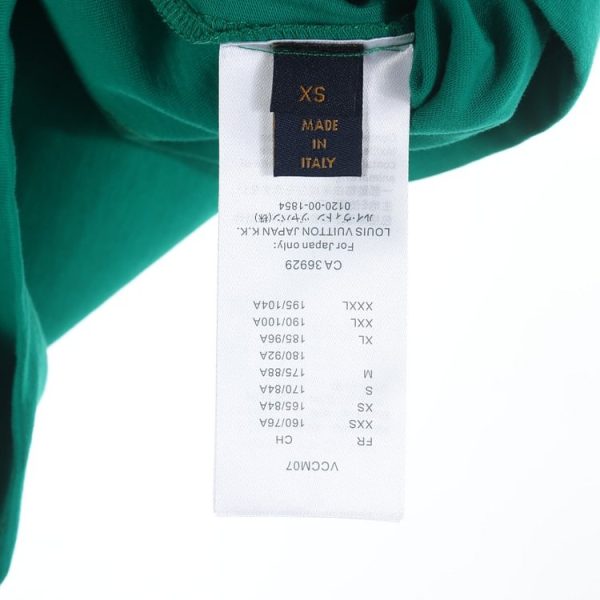 XS
MADE
IN
ITALY
VCCM07
FR CH
XXS 160/76A
XS 165/84A
S 170/84A
M 175/88A
180/92A
XL 185/96A
XXL 190/100A
XXXL 195/104A
CA 36929
For Japan only:
LOUIS VUITTON JAPAN K.K.
ルイ・ヴィトン ジャパン(株)
0120-00-1854